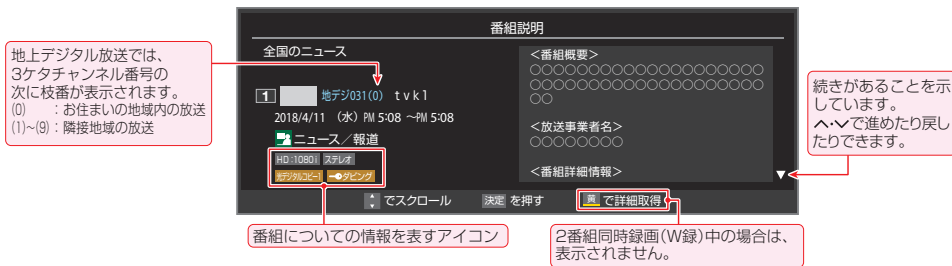 番組説明
地上デジタル放送では、
3ケタチャンネル番号の
次に枝番が表示されます。
(0)　：お住まいの地域内の放送
(1)~(9)：隣接地域の放送
全国のニュース
1 地デジ031(0) ｔｖｋ1
2018/4/11 （水）PM 5:08 ～PM 5:08
ニュース／報道
HD:1080i ステレオ
光デジタルコピー1 ダビング
＜番組概要＞
○○○○○○○○○○○○○○○○○○○○
○○○○○○○○○○○○○○○○○○○○
○○
＜放送事業者名＞
○○○○○○○○
＜番組詳細情報＞
▼
続きがあることを示
しています。
へ･∨で進めたり戻し
たりできます。
でスクロール 決定 を押す 黄 で詳細取得
番組についての情報を表すアイコン
2番組同時録画(W録)中の場合は、
表示されません。